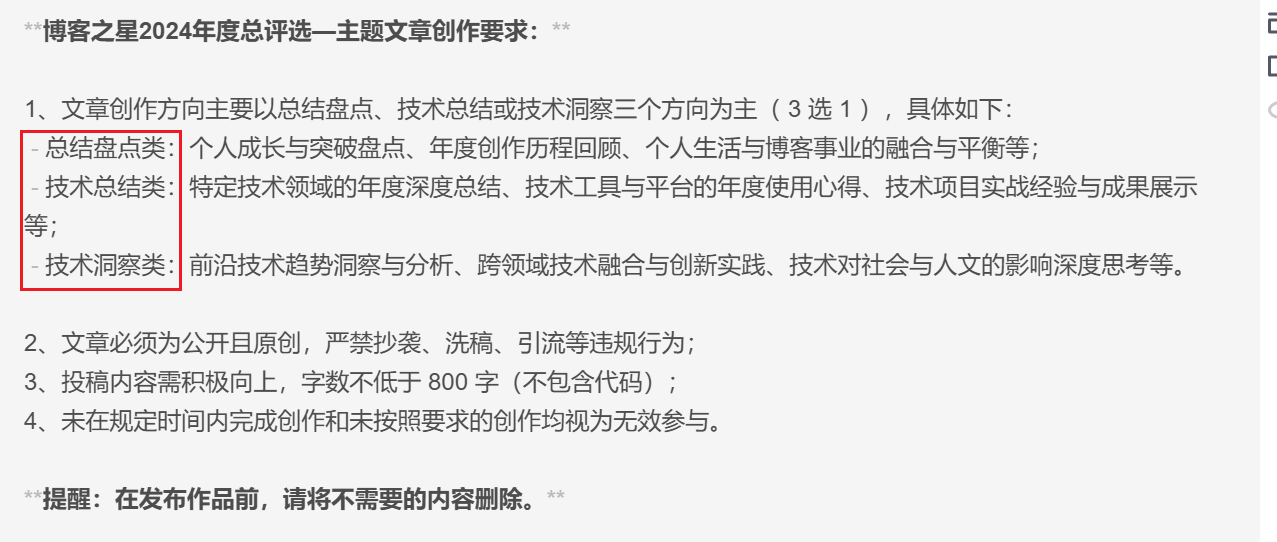 **博客之星2024年度总评选—主题文章创作要求：**
1、文章创作方向主要以总结盘点、技术总结或技术洞察三个方向为主（ 3 选 1 ），具体如下：
- 总结盘点类：个人成长与突破盘点、年度创作历程回顾、个人生活与博客事业的融合与平衡等；
- 技术总结类：特定技术领域的年度深度总结、技术工具与平台的年度使用心得、技术项目实战经验与成果展示
等；
- 技术洞察类：前沿技术趋势洞察与分析、跨领域技术融合与创新实践、技术对社会与人文的影响深度思考等。
2、文章必须为公开且原创，严禁抄袭、洗稿、引流等违规行为；
3、投稿内容需积极向上，字数不低于 800 字（不包含代码）；
4、未在规定时间内完成创作和未按照要求的创作均视为无效参与。
**提醒：在发布作品前，请将不需要的内容删除。**